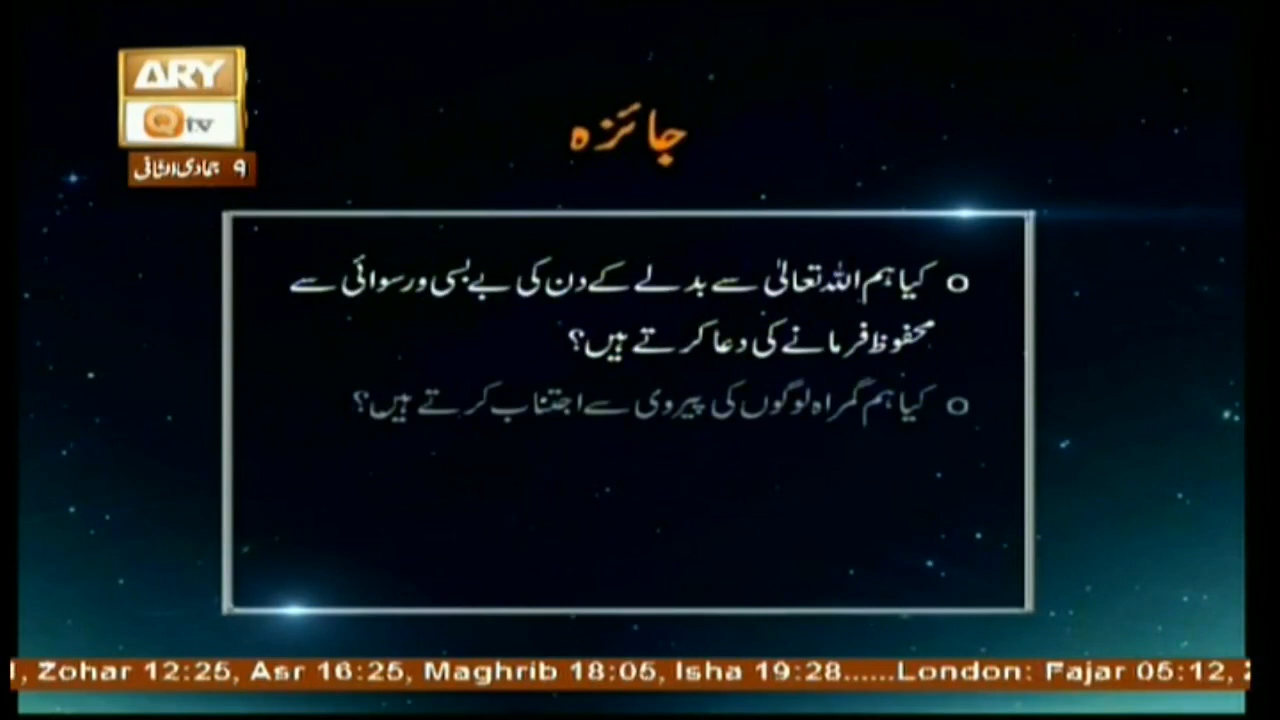 ARY
Qtv
۹ جمادی الثانی
جائزہ
o کیا ہم اللہ تعالیٰ سے بدلے کے دن کی بے بسی و رسوائی سے
محفوظ فرمانے کی دعا کرتے ہیں؟
o کیا ہم گمراہ لوگوں کی پیروی سے اجتناب کرتے ہیں؟
, Zohar 12:25, Asr 16:25, Maghrib 18:05, Isha 19:28......London: Fajar 05:12,